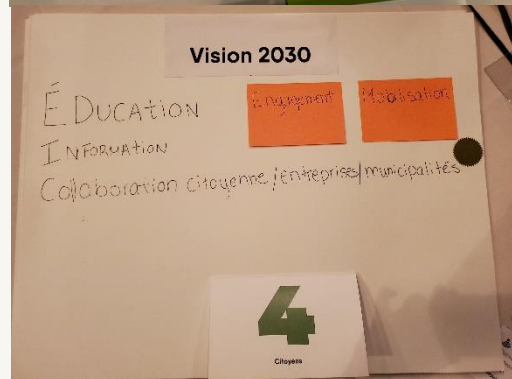 Vision 2030
ÉDUCATION
Engagement
Mobilisation
INFORMATION
Collaboration citoyenne/entreprises/municipalités
4
Citoyens